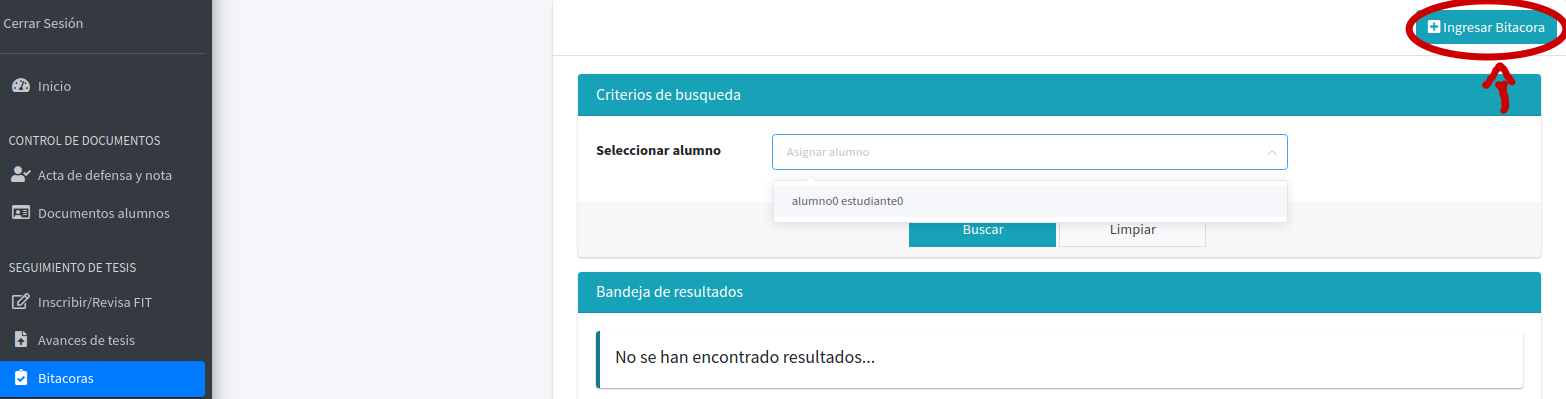 Cerrar Sesión
Inicio
CONTROL DE DOCUMENTOS
Acta de defensa y nota
Documentos alumnos
SEGUIMIENTO DE TESIS
Inscribir/Revisa FIT
Avances de tesis
Bitacoras
Ingresar Bitacora
Criterios de busqueda
Seleccionar alumno
Asignar alumno
alumno0 estudiante0
Buscar
Limpiar
Bandeja de resultados
No se han encontrado resultados...